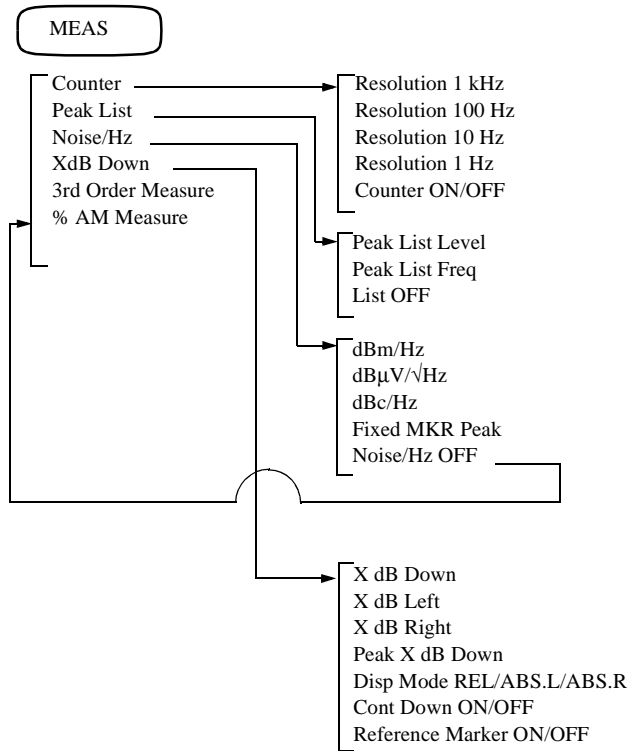 MEAS
Counter
Peak List
Noise/Hz
XdB Down
3rd Order Measure
% AM Measure
Resolution 1 kHz
Resolution 100 Hz
Resolution 10 Hz
Resolution 1 Hz
Counter ON/OFF
Peak List Level
Peak List Freq
List OFF
dBm/Hz
dBµV/√Hz
dBc/Hz
Fixed MKR Peak
Noise/Hz OFF
X dB Down
X dB Left
X dB Right
Peak X dB Down
Disp Mode REL/ABS.L/ABS.R
Cont Down ON/OFF
Reference Marker ON/OFF